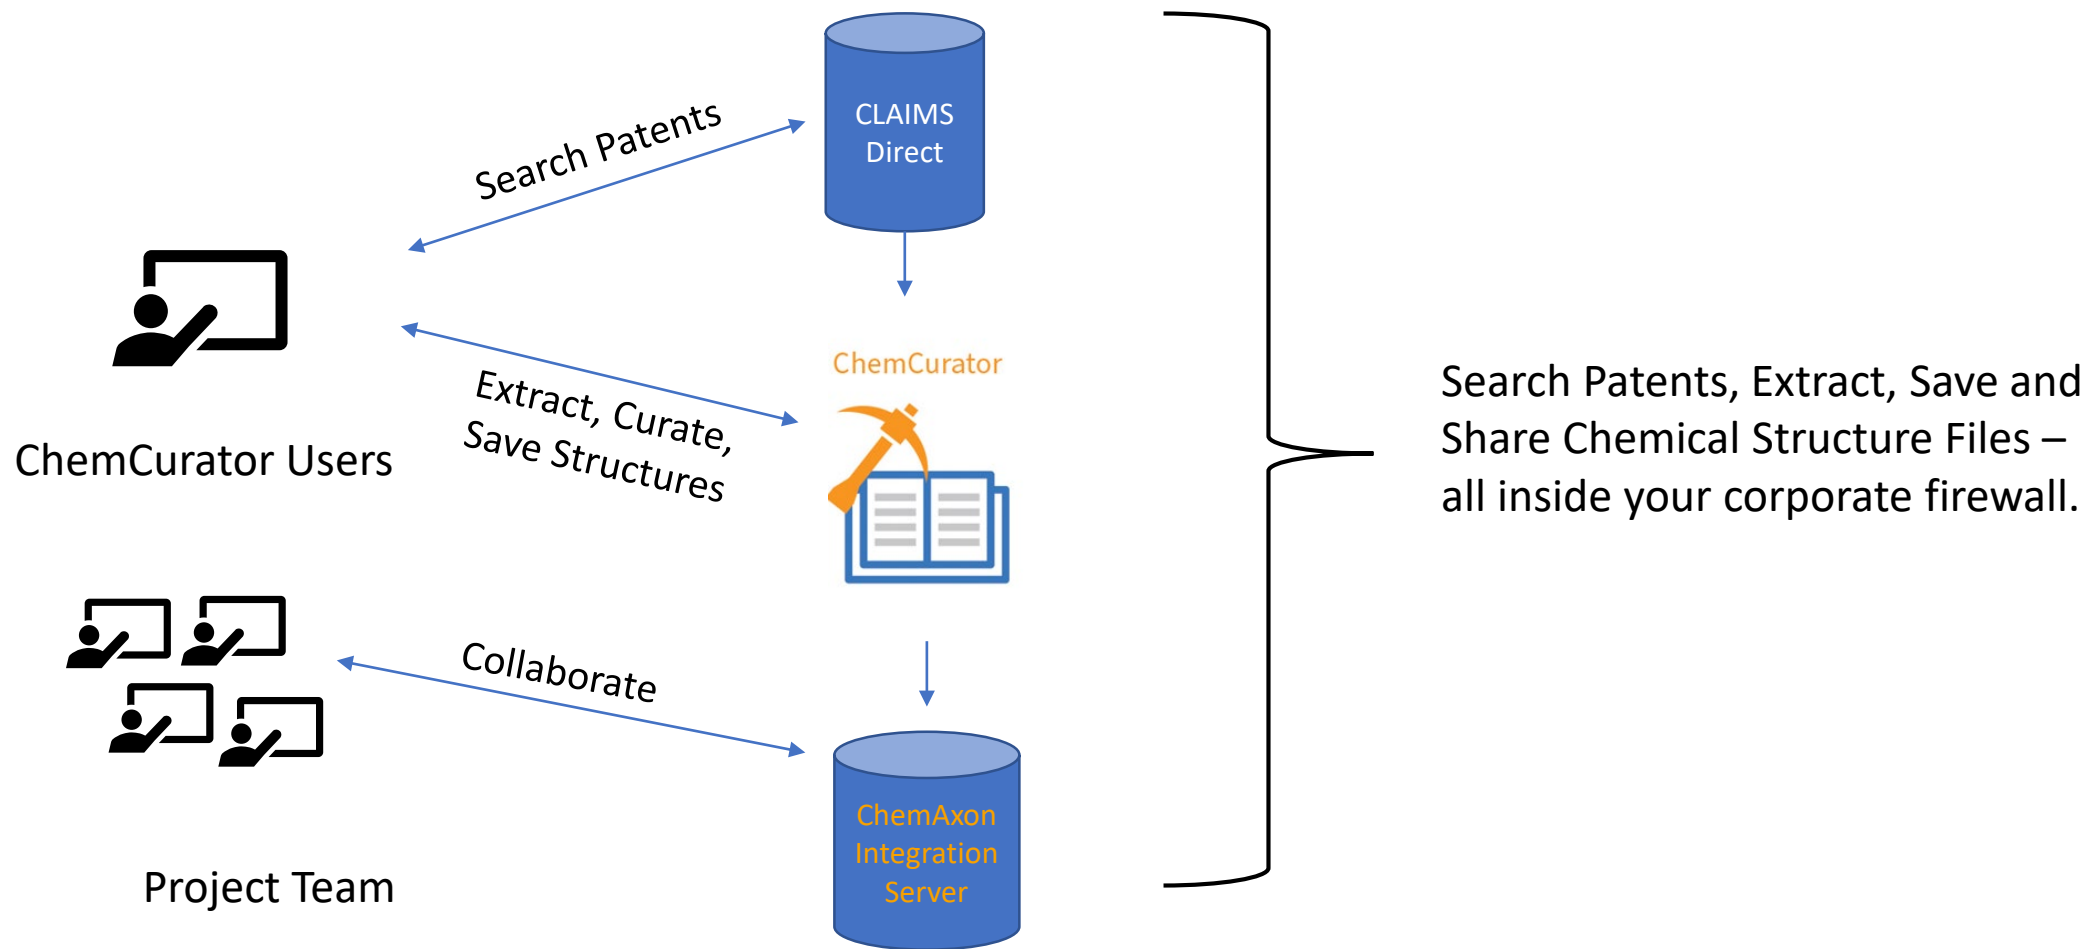 CLAIMS
Direct
Search Patents
ChemCurator
Extract, Curate,
Save Structures
ChemCurator Users
Search Patents, Extract, Save and
Share Chemical Structure Files –
all inside your corporate firewall.
Collaborate
ChemAxon
Integration
Server
Project Team